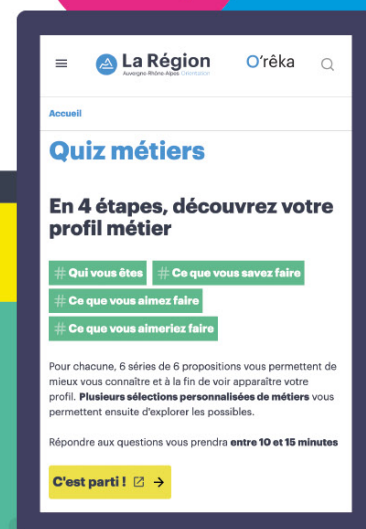 La Région
Auvergne-Rhône-Alpes Orientation
O'rêka
Accueil
Quiz métiers
En 4 étapes, découvrez votre
profil métier
# Qui vous êtes # Ce que vous savez faire
# Ce que vous aimez faire
# Ce que vous aimeriez faire
Pour chacune, 6 séries de 6 propositions vous permettent de
mieux vous connaître et à la fin de voir apparaître votre
profil. Plusieurs sélections personnalisées de métiers vous
permettent ensuite d'explorer les possibles.
Répondre aux questions vous prendra entre 10 et 15 minutes
C'est parti !